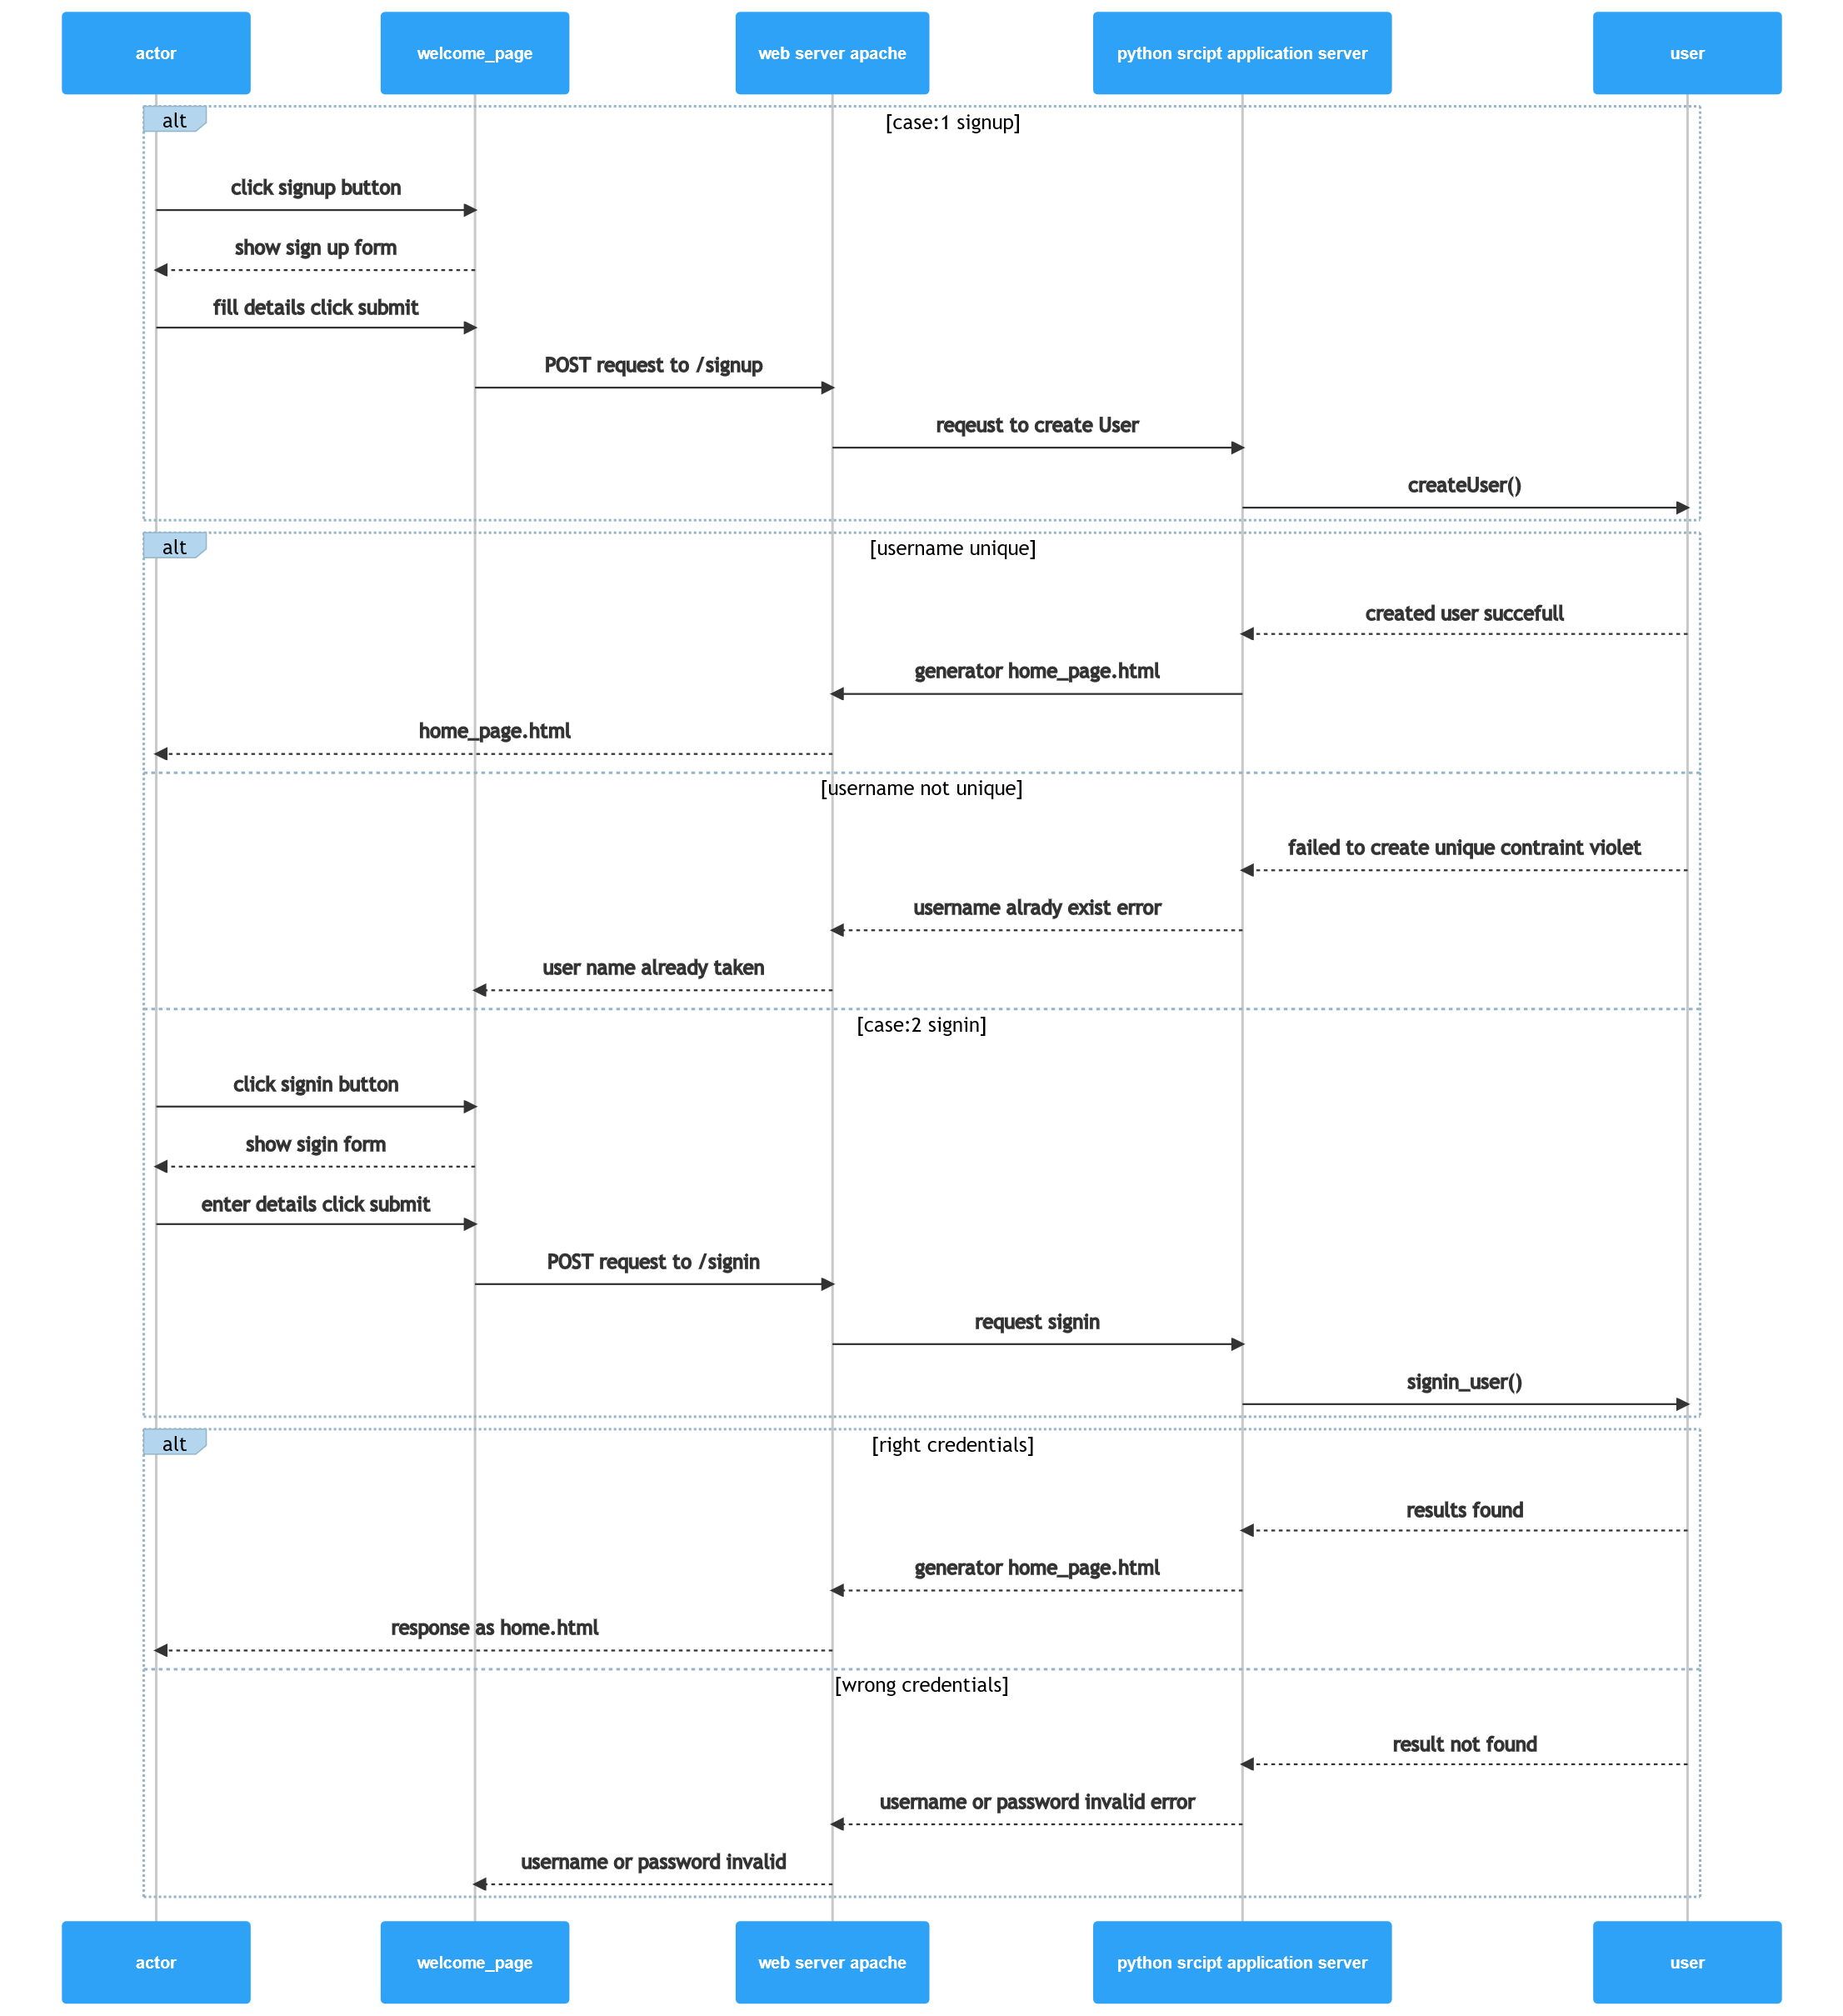 actor
welcome_page
web server apache
python srcipt application server
user
alt
[case:1 signup]
click signup button
show sign up form
fill details click submit
POST request to /signup
reqeust to create User
createUser()
alt
[username unique]
created user succefull
generator home_page.html
home_page.html
[username not unique]
failed to create unique contraint violet
username alrady exist error
user name already taken
[case:2 signin]
click signin button
show sigin form
enter details click submit
POST request to /signin
request signin
signin_user()
alt
[right credentials]
results found
generator home_page.html
response as home.html
[wrong credentials]
result not found
username or password invalid error
username or password invalid
actor
welcome_page
web server apache
python srcipt application server
user